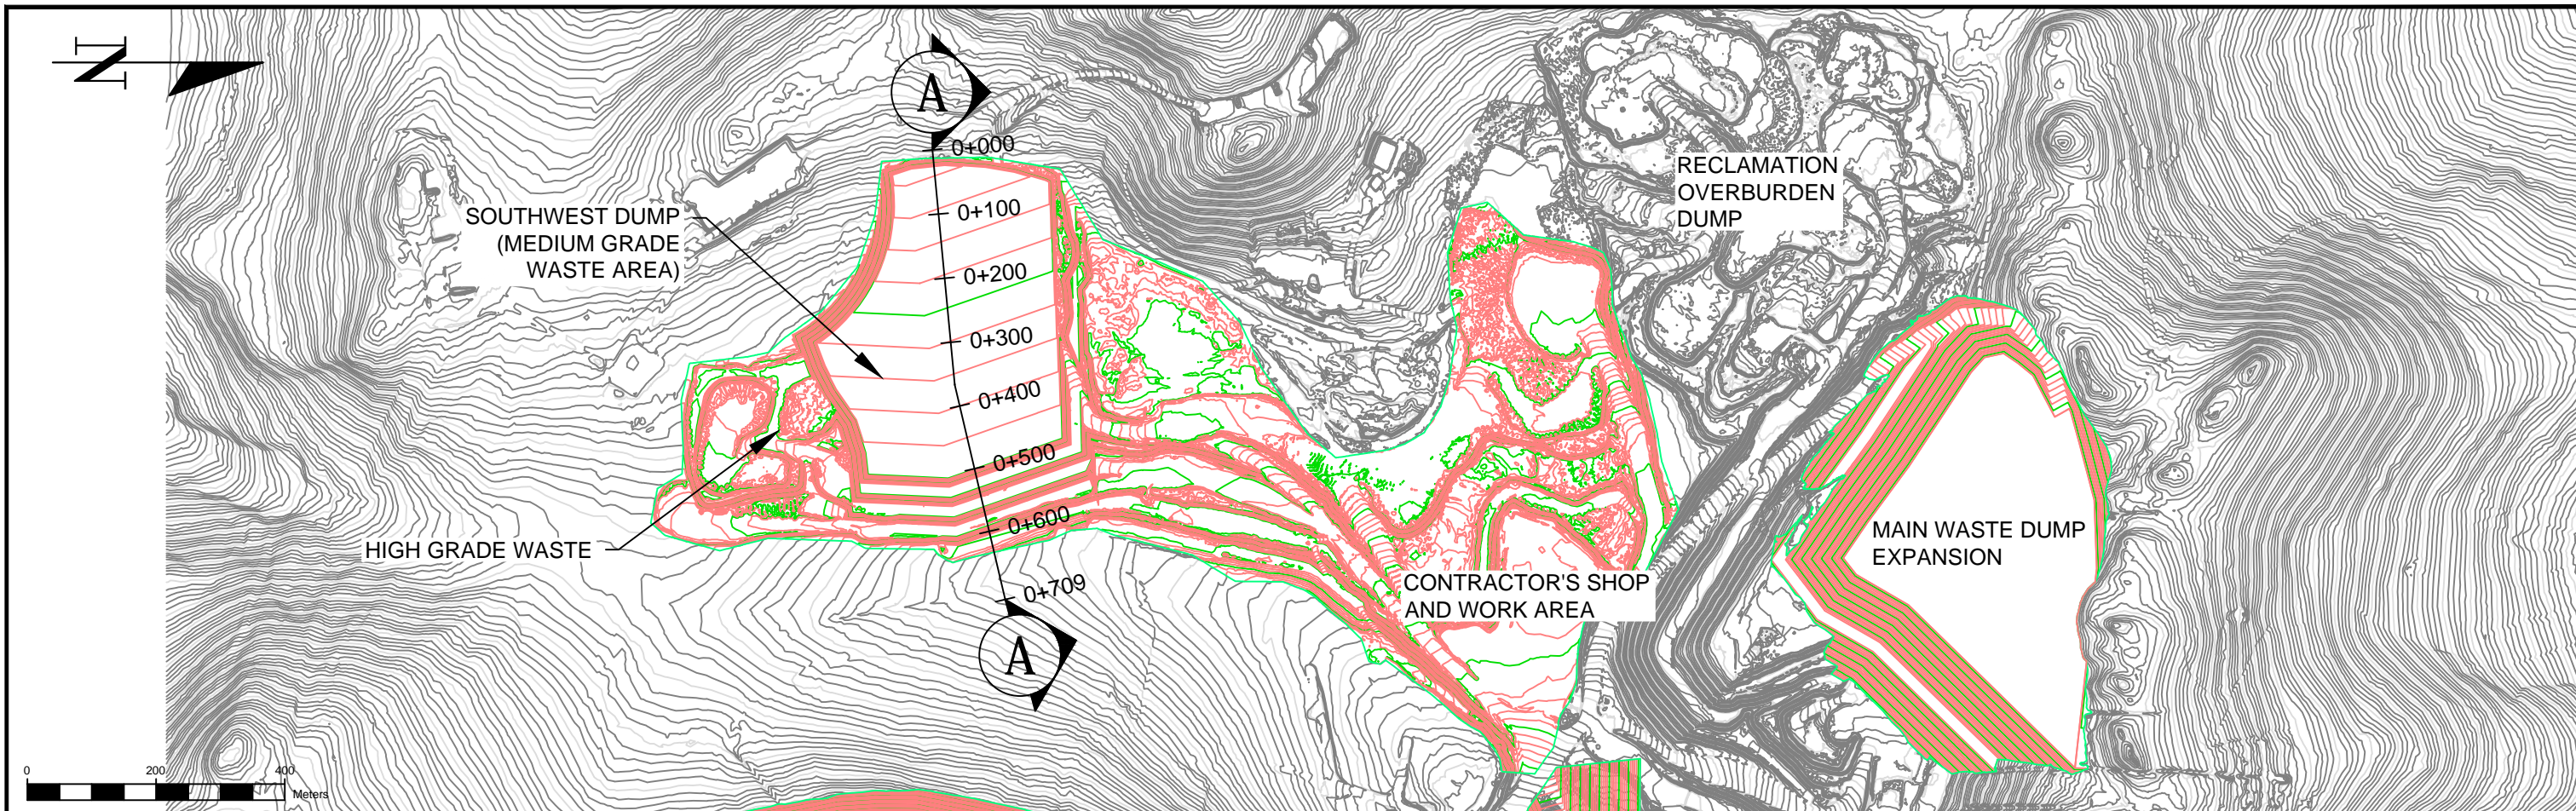 N
A
0+000
0+100
0+200
0+300
0+400
0+500
0+600
0+709
A
SOUTHWEST DUMP
(MEDIUM GRADE
WASTE AREA)
HIGH GRADE WASTE
RECLAMATION
OVERBURDEN
DUMP
MAIN WASTE DUMP
EXPANSION
CONTRACTOR'S SHOP
AND WORK AREA
0 200 400
Meters